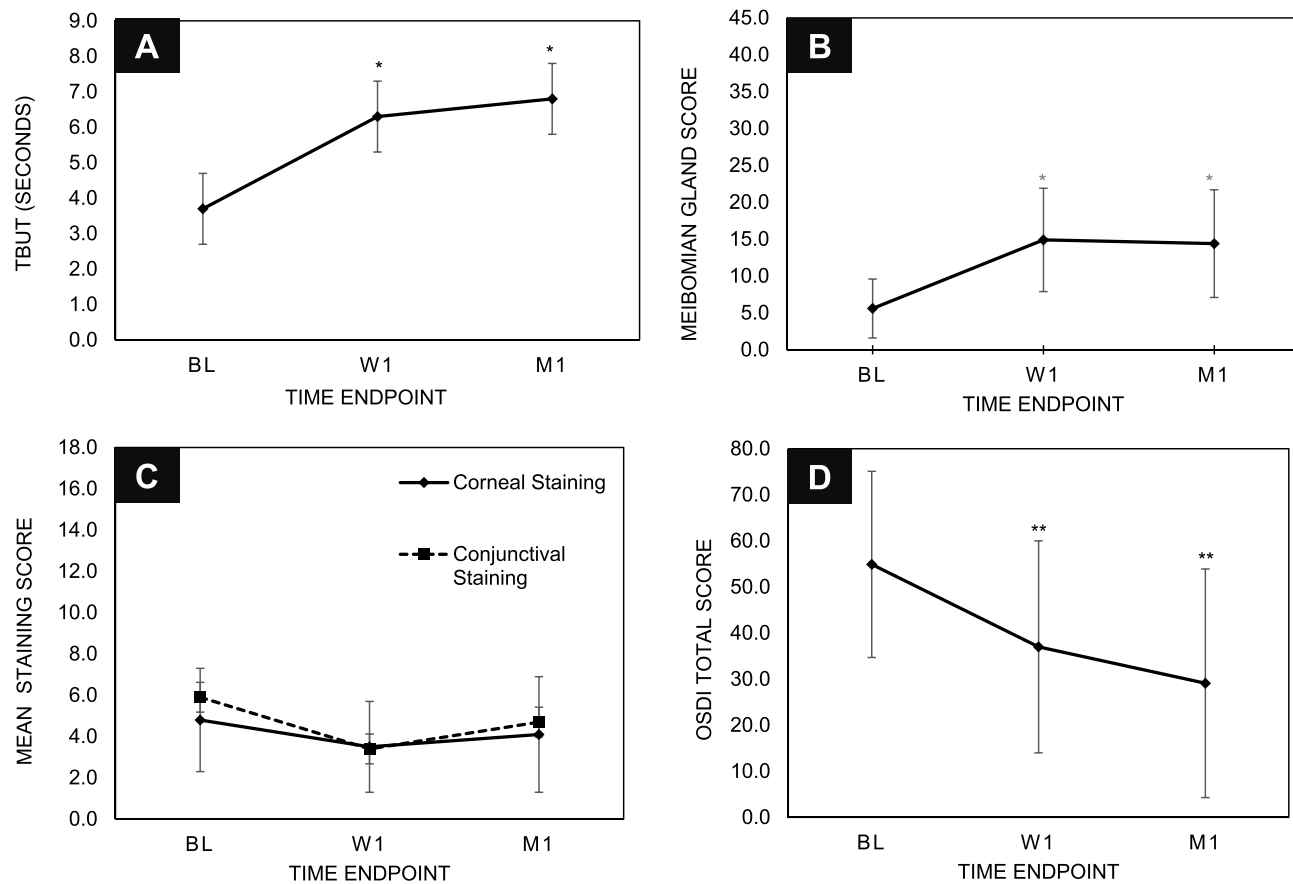 A
TBUT (SECONDS)
9.0
8.0
7.0
6.0
5.0
4.0
3.0
2.0
1.0
0.0
*
*
BL W1 M1
TIME ENDPOINT
B
MEIBOMIAN GLAND SCORE
45.0
40.0
35.0
30.0
25.0
20.0
15.0
10.0
5.0
0.0
*
*
BL W1 M1
TIME ENDPOINT
C
MEAN STAINING SCORE
18.0
16.0
14.0
12.0
10.0
8.0
6.0
4.0
2.0
0.0
Corneal Staining
Conjunctival
Staining
BL W1 M1
TIME ENDPOINT
D
OSDI TOTAL SCORE
80.0
70.0
60.0
50.0
40.0
30.0
20.0
10.0
0.0
**
**
BL W1 M1
TIME ENDPOINT